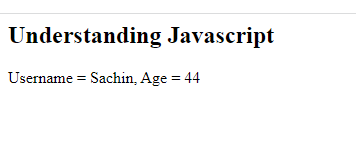 Understanding Javascript
Username = Sachin, Age = 44